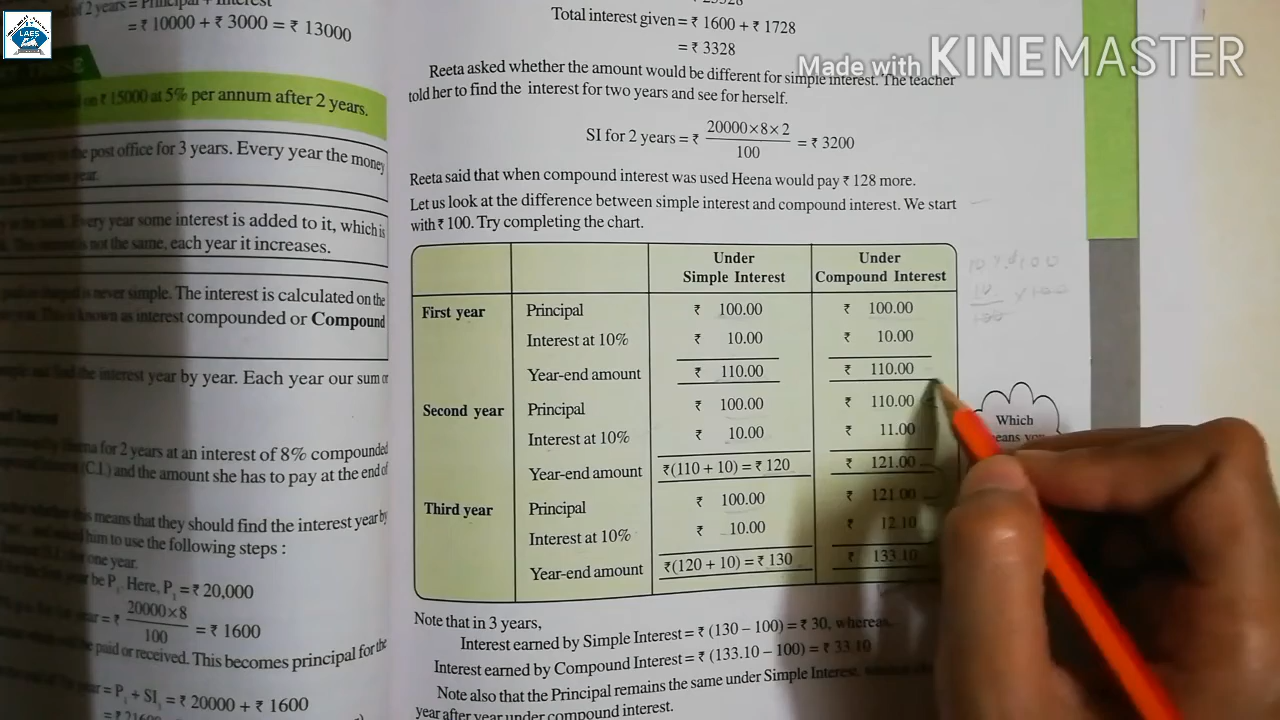 LAES
of 2 years = Principal + Interest
= ₹ 10000 + ₹ 3000 = ₹ 13000
on ₹ 15000 at 5% per annum after 2 years.
in the post office for 3 years. Every year the money
Every year some interest is added to it, which is
is not the same, each year it increases.
is never simple. The interest is calculated on the
known as interest compounded or Compound
find the interest year by year. Each year our sum or
for 2 years at an interest of 8% compounded
(C.I.) and the amount she has to pay at the end of
means that they should find the interest year by
him to use the following steps :
one year.
be P₁. Here, P₁ = ₹ 20,000
= ₹ 20000×8
100
= ₹ 1600
paid or received. This becomes principal for the
year = P₁ + SI₁ = ₹ 20000 + ₹ 1600
Total interest given = ₹ 1600 + ₹ 1728
= ₹ 3328
Made with KINEMASTER
Reeta asked whether the amount would be different for simple interest. The teacher
told her to find the interest for two years and see for herself.
SI for 2 years = ₹ 20000×8×2
100
= ₹ 3200
Reeta said that when compound interest was used Heena would pay ₹ 128 more.
Let us look at the difference between simple interest and compound interest. We start
with ₹ 100. Try completing the chart.
Under Under
Simple Interest Compound Interest
First year Principal ₹ 100.00 ₹ 100.00
Interest at 10% ₹ 10.00 ₹ 10.00
Year-end amount ₹ 110.00 ₹ 110.00
Second year Principal ₹ 100.00 ₹ 110.00
Interest at 10% ₹ 10.00 ₹ 11.00
Year-end amount ₹(110 + 10) = ₹ 120 ₹ 121.00
Third year Principal ₹ 100.00 ₹ 121.00
Interest at 10% ₹ 10.00 ₹ 12.10
Year-end amount ₹(120 + 10) = ₹ 130 ₹ 133.10
Which
means you
Note that in 3 years,
Interest earned by Simple Interest = ₹ (130 – 100) = ₹ 30, whereas,
Interest earned by Compound Interest = ₹ (133.10 – 100) = ₹ 33.10
Note also that the Principal remains the same under Simple Interest,
year after year under compound interest.